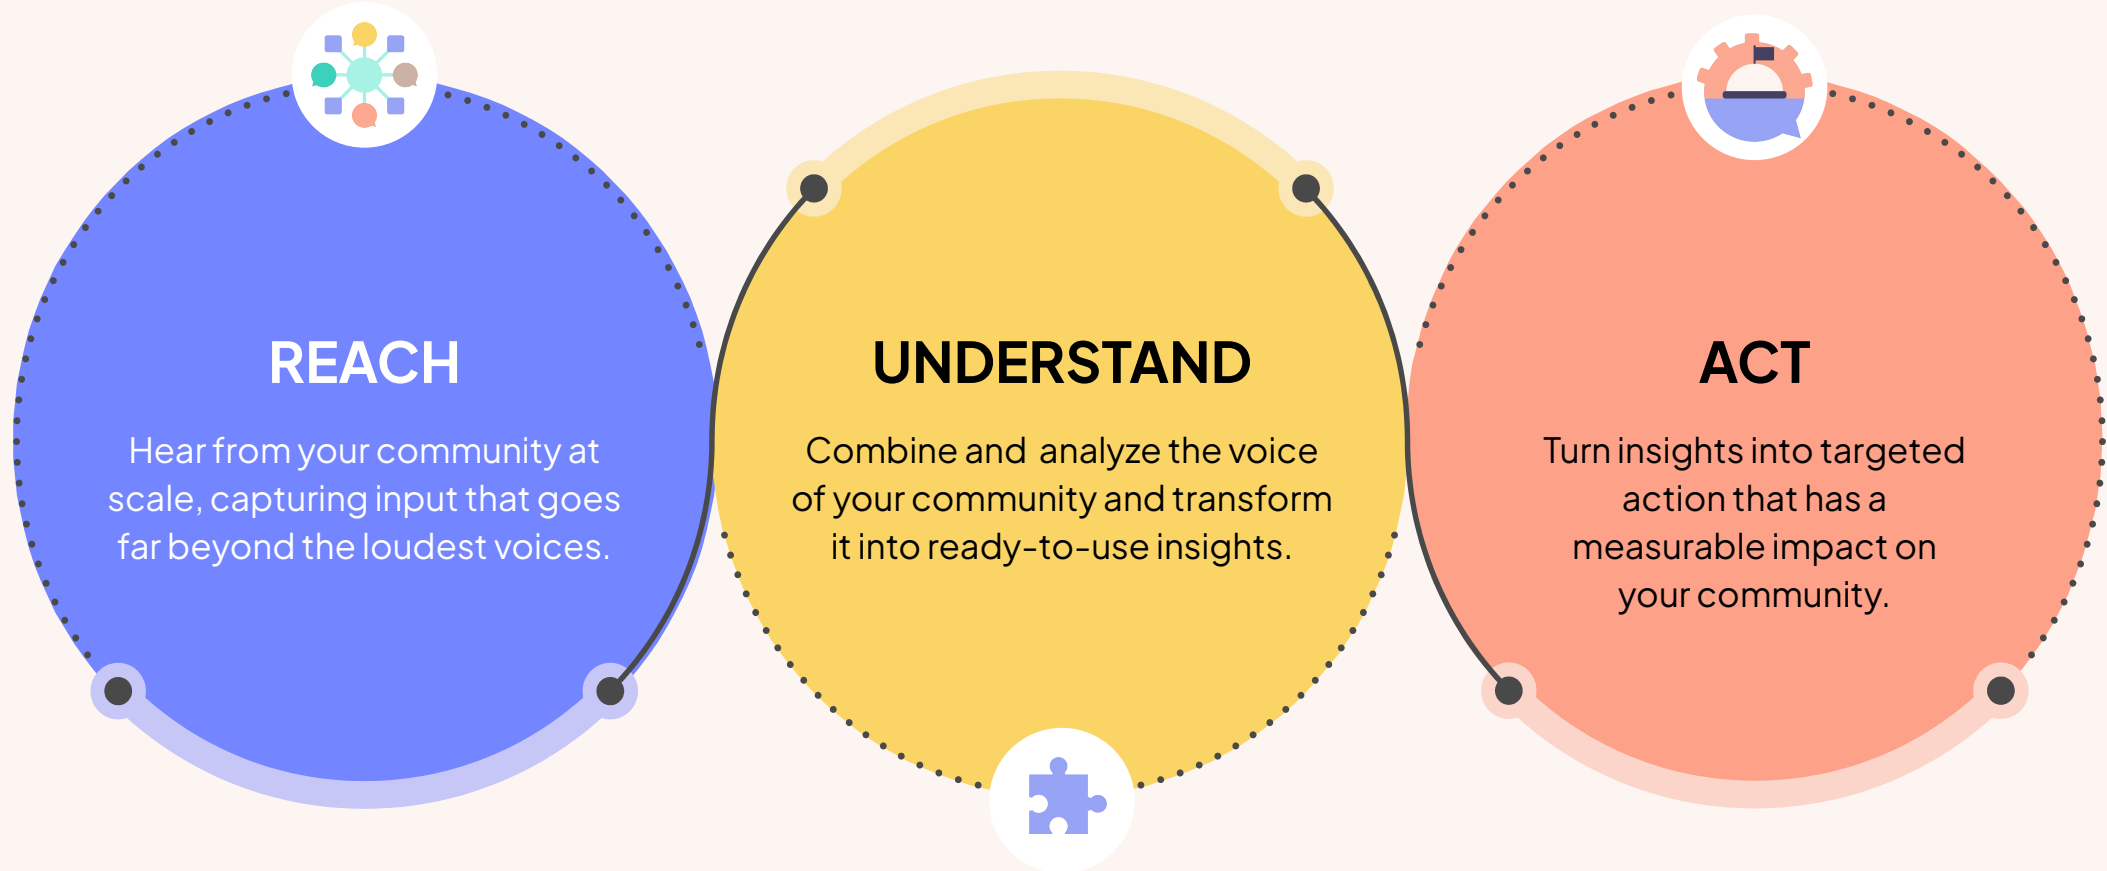 REACH
Hear from your community at
scale, capturing input that goes
far beyond the loudest voices.
UNDERSTAND
Combine and analyze the voice
of your community and transform
it into ready-to-use insights.
ACT
Turn insights into targeted
action that has a
measurable impact on
your community.